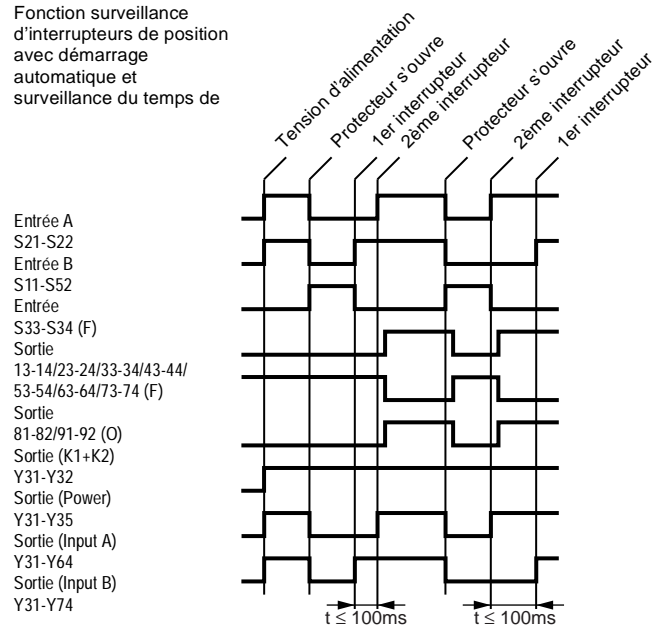 Fonction surveillance
d'interrupteurs de position
avec démarrage
automatique et
surveillance du temps de
Tension d'alimentation
Protecteur s'ouvre
1er interrupteur
2ème interrupteur
Protecteur s'ouvre
2ème interrupteur
1er interrupteur
Entrée A
S21-S22
Entrée B
S11-S52
Entrée
S33-S34 (F)
Sortie
13-14/23-24/33-34/43-44/
53-54/63-64/73-74 (F)
Sortie
81-82/91-92 (O)
Sortie (K1+K2)
Y31-Y32
Sortie (Power)
Y31-Y35
Sortie (Input A)
Y31-Y64
Sortie (Input B)
Y31-Y74
t ≤ 100ms
t ≤ 100ms